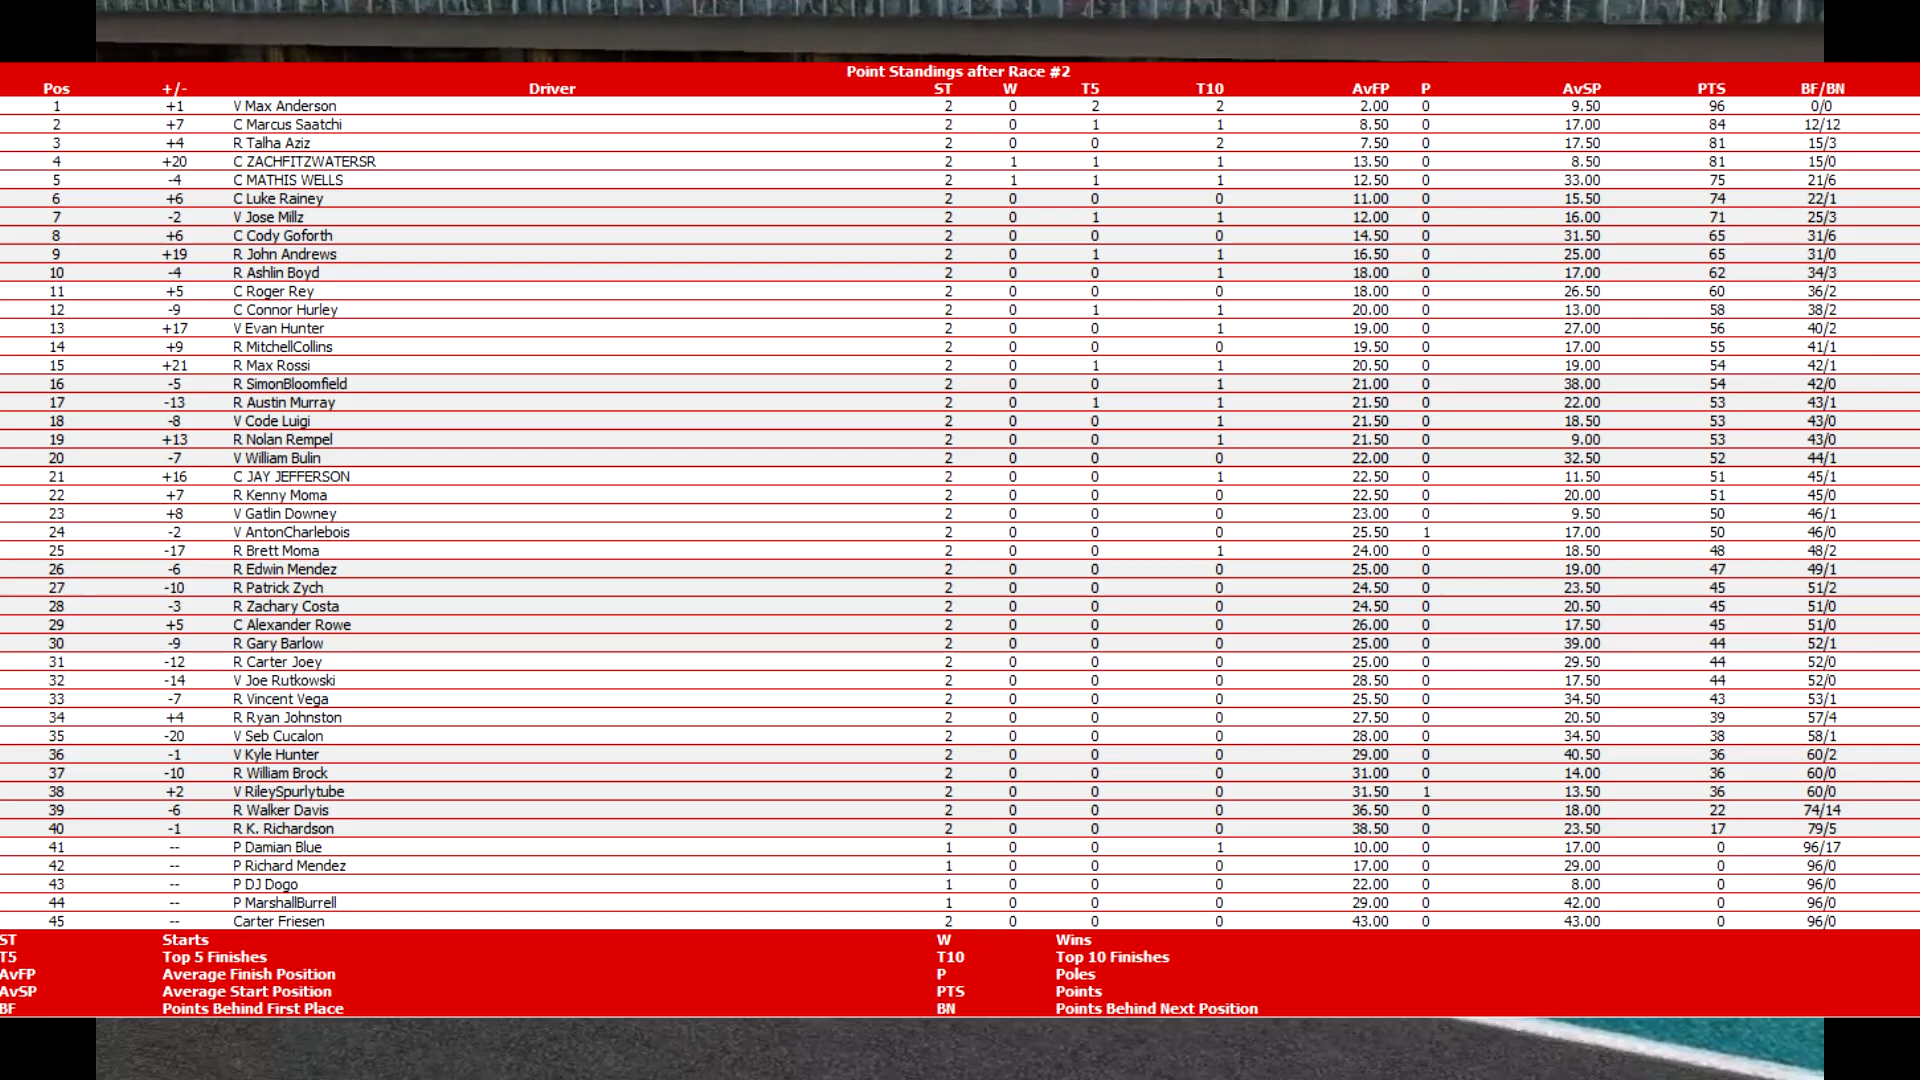 Point Standings after Race #2
Pos +/- Driver ST W T5 T10 AvFP P AvSP PTS BF/BN
1 +1 V Max Anderson 2 0 2 2 2.00 0 9.50 96 0/0
2 +7 C Marcus Saatchi 2 0 1 1 8.50 0 17.00 84 12/12
3 +4 R Talha Aziz 2 0 0 2 7.50 0 17.50 81 15/3
4 +20 C ZACHFITZWATERSR 2 1 1 1 13.50 0 8.50 81 15/0
5 -4 C MATHIS WELLS 2 1 1 1 12.50 0 33.00 75 21/6
6 +6 C Luke Rainey 2 0 0 0 11.00 0 15.50 74 22/1
7 -2 V Jose Millz 2 0 1 1 12.00 0 16.00 71 25/3
8 +6 C Cody Goforth 2 0 0 0 14.50 0 31.50 65 31/6
9 +19 R John Andrews 2 0 1 1 16.50 0 25.00 65 31/0
10 -4 R Ashlin Boyd 2 0 0 1 18.00 0 17.00 62 34/3
11 +5 C Roger Rey 2 0 0 0 18.00 0 26.50 60 36/2
12 -9 C Connor Hurley 2 0 1 1 20.00 0 13.00 58 38/2
13 +17 V Evan Hunter 2 0 0 1 19.00 0 27.00 56 40/2
14 +9 R MitchellCollins 2 0 0 0 19.50 0 17.00 55 41/1
15 +21 R Max Rossi 2 0 1 1 20.50 0 19.00 54 42/1
16 -5 R SimonBloomfield 2 0 0 1 21.00 0 38.00 54 42/0
17 -13 R Austin Murray 2 0 1 1 21.50 0 22.00 53 43/1
18 -8 V Code Luigi 2 0 0 1 21.50 0 18.50 53 43/0
19 +13 R Nolan Rempel 2 0 0 1 21.50 0 9.00 53 43/0
20 -7 V William Bulin 2 0 0 0 22.00 0 32.50 52 44/1
21 +16 C JAY JEFFERSON 2 0 0 1 22.50 0 11.50 51 45/1
22 +7 R Kenny Moma 2 0 0 0 22.50 0 20.00 51 45/0
23 +8 V Gatlin Downey 2 0 0 0 23.00 0 9.50 50 46/1
24 -2 V AntonCharlebois 2 0 0 0 25.50 1 17.00 50 46/0
25 -17 R Brett Moma 2 0 0 1 24.00 0 18.50 48 48/2
26 -6 R Edwin Mendez 2 0 0 0 25.00 0 19.00 47 49/1
27 -10 R Patrick Zych 2 0 0 0 24.50 0 23.50 45 51/2
28 -3 R Zachary Costa 2 0 0 0 24.50 0 20.50 45 51/0
29 +5 C Alexander Rowe 2 0 0 0 26.00 0 17.50 45 51/0
30 -9 R Gary Barlow 2 0 0 0 25.00 0 39.00 44 52/1
31 -12 R Carter Joey 2 0 0 0 25.00 0 29.50 44 52/0
32 -14 V Joe Rutkowski 2 0 0 0 28.50 0 17.50 44 52/0
33 -7 R Vincent Vega 2 0 0 0 25.50 0 34.50 43 53/1
34 +4 R Ryan Johnston 2 0 0 0 27.50 0 20.50 39 57/4
35 -20 V Seb Cucalon 2 0 0 0 28.00 0 34.50 38 58/1
36 -1 V Kyle Hunter 2 0 0 0 29.00 0 40.50 36 60/2
37 -10 R William Brock 2 0 0 0 31.00 0 14.00 36 60/0
38 +2 V RileySpurlytube 2 0 0 0 31.50 1 13.50 36 60/0
39 -6 R Walker Davis 2 0 0 0 36.50 0 18.00 22 74/14
40 -1 R K. Richardson 2 0 0 0 38.50 0 23.50 17 79/5
41 -- P Damian Blue 1 0 0 1 10.00 0 17.00 0 96/17
42 -- P Richard Mendez 1 0 0 0 17.00 0 29.00 0 96/0
43 -- P DJ Dogo 1 0 0 0 22.00 0 8.00 0 96/0
44 -- P MarshallBurrell 1 0 0 0 29.00 0 42.00 0 96/0
45 -- Carter Friesen 2 0 0 0 43.00 0 43.00 0 96/0
ST Starts W Wins
T5 Top 5 Finishes T10 Top 10 Finishes
AvFP Average Finish Position P Poles
AvSP Average Start Position PTS Points
BF Points Behind First Place BN Points Behind Next Position